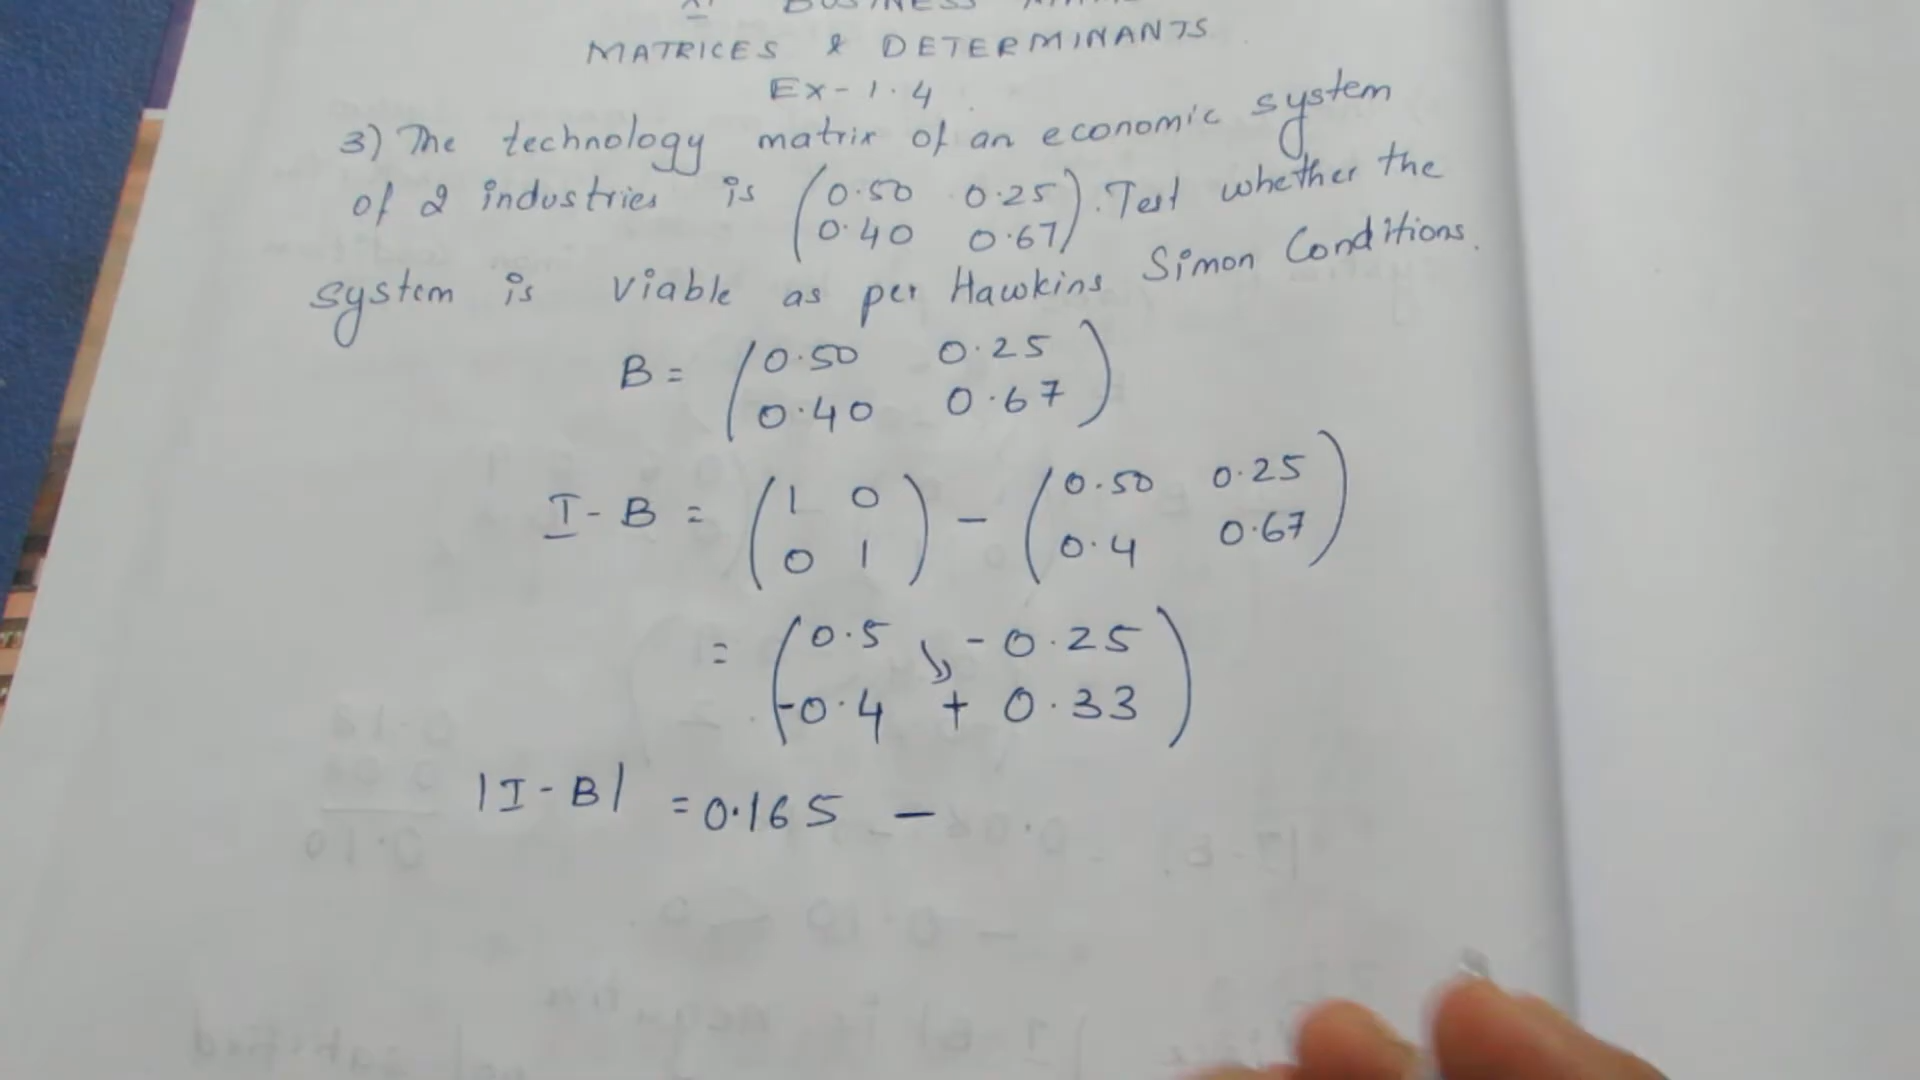 MATRICES & DETERMINANTS
Ex-1.4
3) The technology matrix of an economic system
of 2 industries is (0.50 0.25). Test whether the
(0.40 0.67)
system is viable as per Hawkins Simon Conditions.
B = (0.50 0.25)
(0.40 0.67)
I - B = (1 0) - (0.50 0.25)
(0 1) (0.4 0.67)
= (0.5 , -0.25)
(-0.4 + 0.33)
|I-B| = 0.165 -